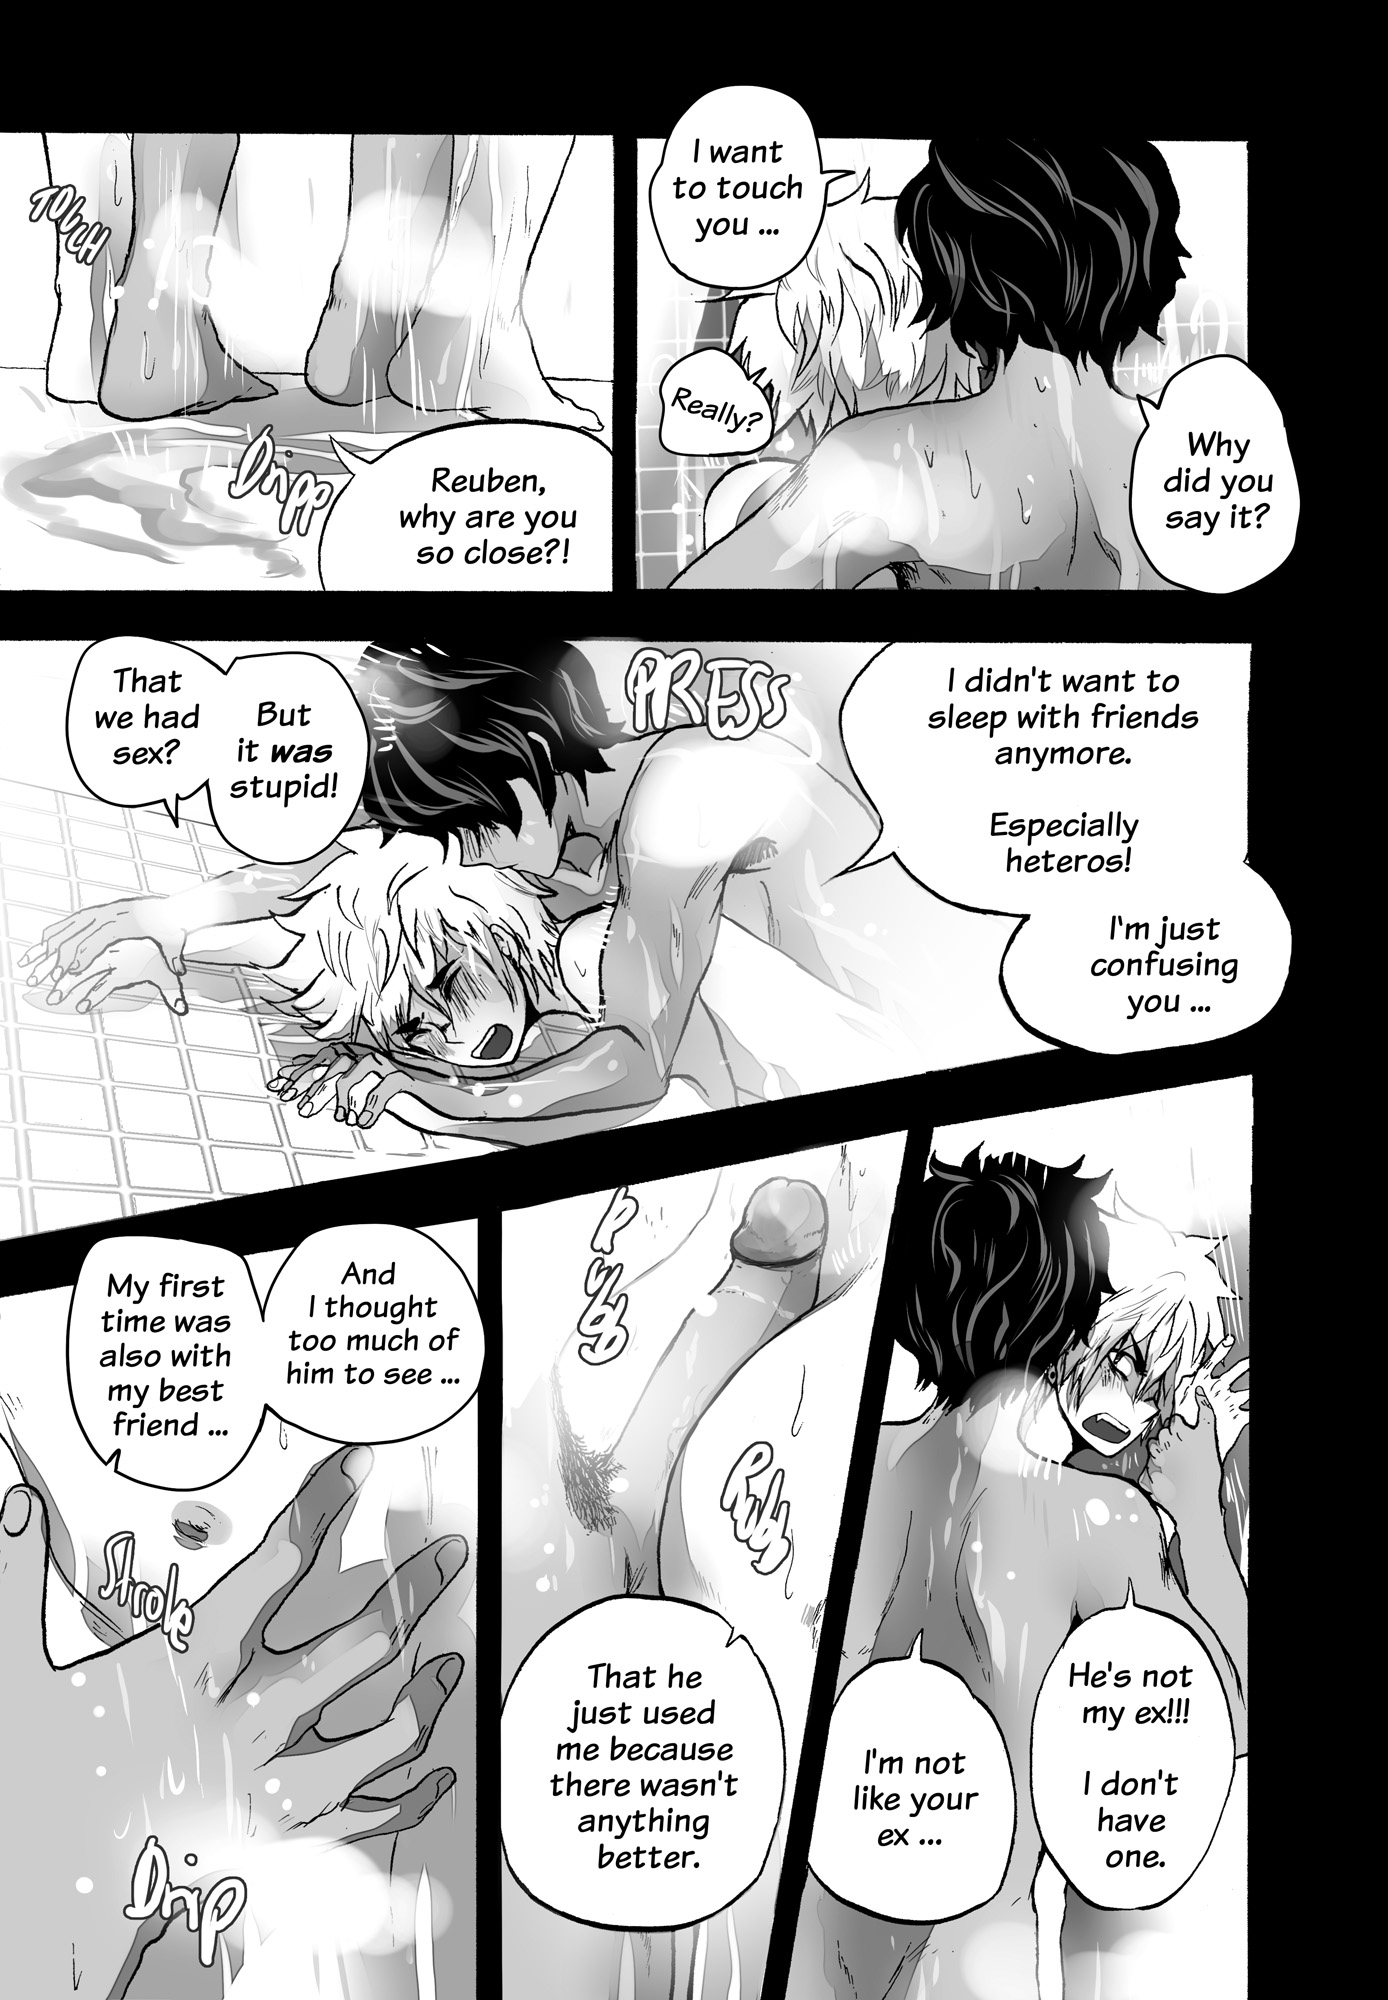 TOUCH
Dripp
Reuben,
why are you
so close?!
I want
to touch
you ...
Really?
Why
did you
say it?
That
we had
sex?
But
it was
stupid!
PRESS
I didn't want to
sleep with friends
anymore.
Especially
heteros!
I'm just
confusing
you ...
My first
time was
also with
my best
friend ...
And
I thought
too much of
him to see ...
Stroke
Drip
Rubb
Rubb
That he
just used
me because
there wasn't
anything
better.
I'm not
like your
ex ...
He's not
my ex!!!
I don't
have
one.